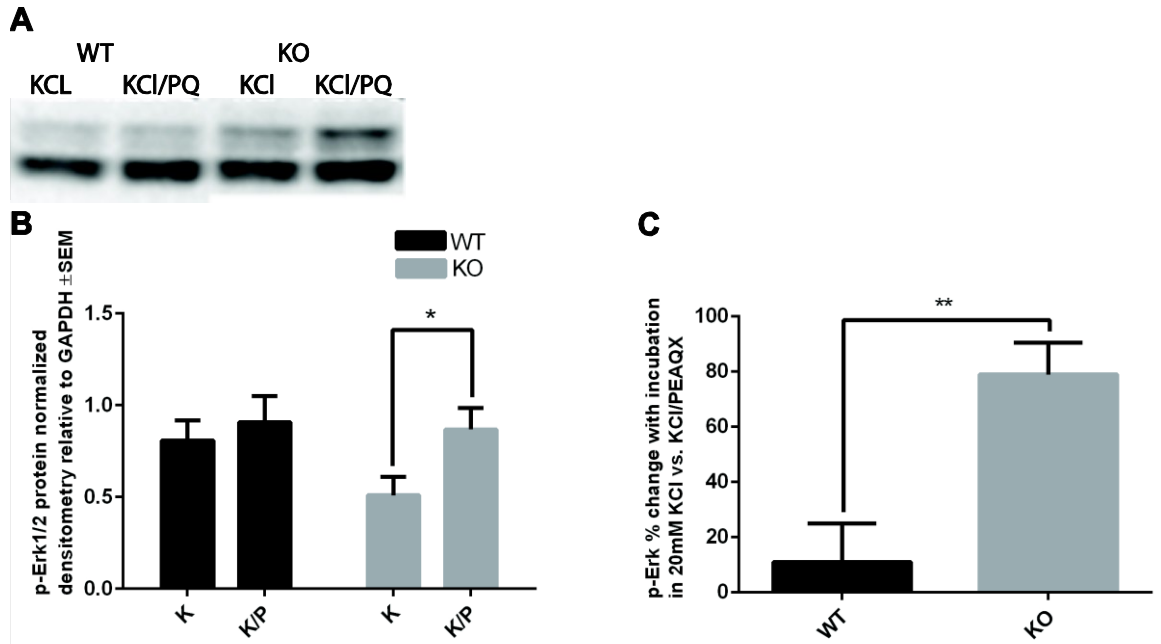 A
WT KO
KCL KCl/PQ KCl KCl/PQ
B
WT
KO
p-Erk1/2 protein normalized
densitometry relative to GAPDH ±SEM
1.5
1.0
0.5
0.0
*
K K/P K K/P
C
p-Erk % change with incubation
in 20mM KCl vs. KCl/PEAQX
100
80
60
40
20
0
**
WT KO